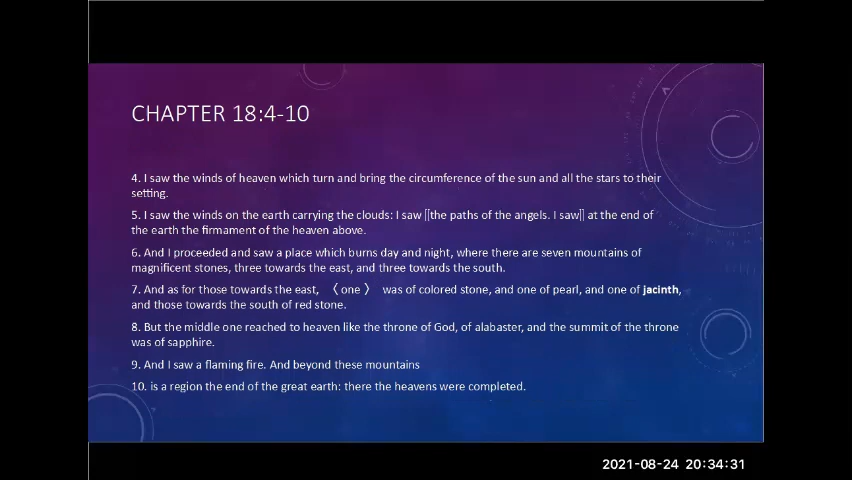 CHAPTER 18:4-10
4. I saw the winds of heaven which turn and bring the circumference of the sun and all the stars to their
setting.
5. I saw the winds on the earth carrying the clouds: I saw [[the paths of the angels. I saw]] at the end of
the earth the firmament of the heaven above.
6. And I proceeded and saw a place which burns day and night, where there are seven mountains of
magnificent stones, three towards the east, and three towards the south.
7. And as for those towards the east, 〈 one 〉 was of colored stone, and one of pearl, and one of jacinth,
and those towards the south of red stone.
8. But the middle one reached to heaven like the throne of God, of alabaster, and the summit of the throne
was of sapphire.
9. And I saw a flaming fire. And beyond these mountains
10. is a region the end of the great earth: there the heavens were completed.
2021-08-24 20:34:31